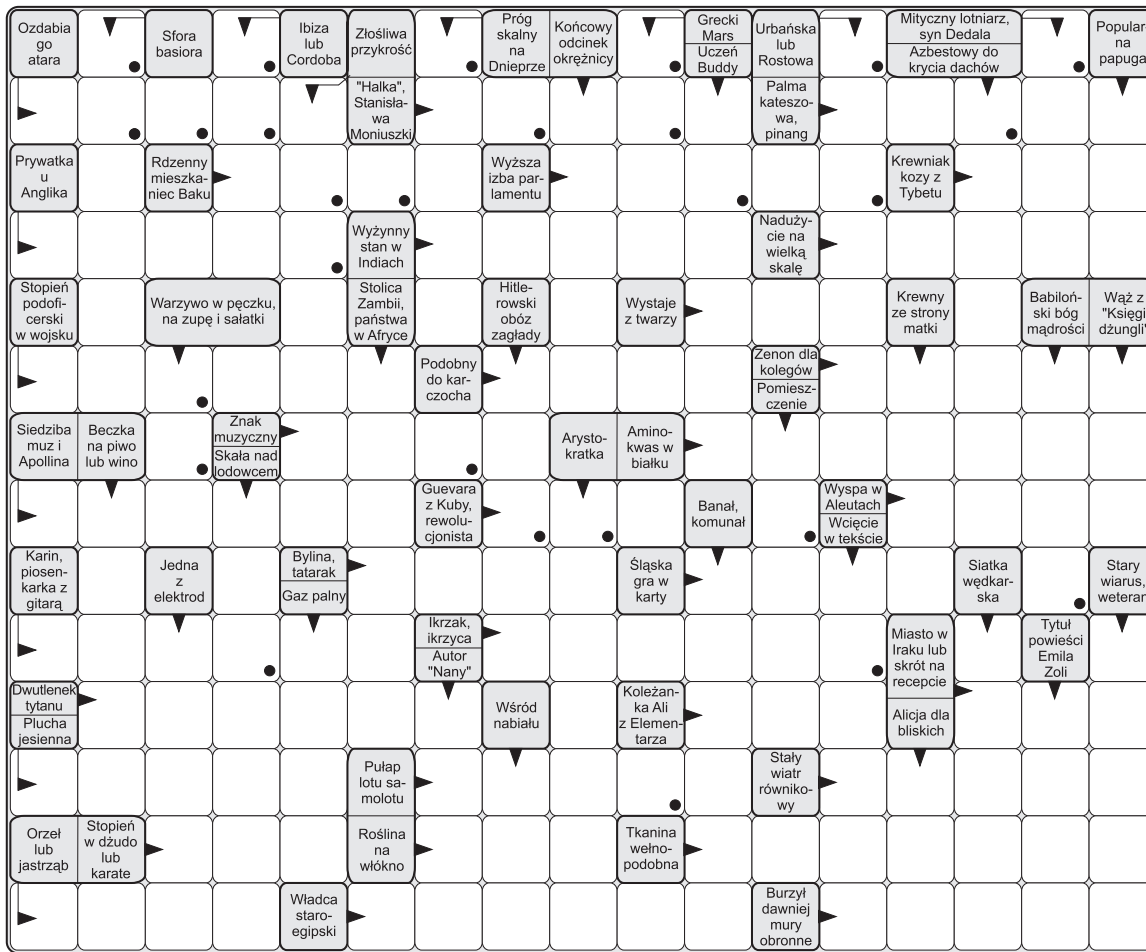 Ozdabia
go
atara
Sfora
basiora
Ibiza
lub
Cordoba
Złośliwa
przykrość
Próg
skalny
na
Dnieprze
Końcowy
odcinek
okrężnicy
Grecki
Mars
Uczeń
Buddy
Urbańska
lub
Rostowa
Mityczny lotniarz,
syn Dedala
Azbestowy do
krycia dachów
na
"Halka",
Stanisła-
wa
Moniuszki
Palma
kateszo-
wa,
pinang
Prywatka
u
Anglika
Rdzenny
mieszka-
niec Baku
Wyższa
izba par-
lamentu
Krewniak
kozy z
Tybetu
Wyżynny
stan w
Indiach
Naduży-
cie na
wielką
skalę
Stopień
podofi-
cerski
w wojsku
Warzywo w pęczku,
na zupę i sałatki
Stolica
Zambii,
państwa
w Afryce
Hitle-
rowski
obóz
zagłady
Wystaje
z twarzy
Krewny
ze strony
matki
Babiloń-
ski bóg
mądrości
Wąż z
"Księgi
dżungli"
Podobny
do kar-
czocha
Zenon dla
kolegów
Pomiesz-
czenie
Siedziba
muz i
Apollina
Beczka
na piwo
lub wino
Znak
muzyczny
Skała nad
lodowcem
Arysto-
kratka
Amino-
kwas w
białku
Guevara
z Kuby,
rewolu-
cjonista
Banał,
komunał
Wyspa w
Aleutach
Wcięcie
w tekście
Karin,
piosen-
karka z
gitarą
Jedna
z
elektrod
Bylina,
tatarak
Gaz palny
Śląska
gra w
karty
Siatka
wędkar-
ska
Stary
wiarus,
weteran
Ikrzak,
ikrzyca
Autor
"Nany"
Miasto w
Iraku lub
skrót na
recepcie
Alicja dla
bliskich
Tytuł
powieści
Emila
Zoli
Dwutlenek
tytanu
Plucha
jesienna
Wśród
nabiału
Koleżan-
ka Ali
z Elemen-
tarza
Pułap
lotu sa-
molotu
Stały
wiatr
równiko-
wy
Orzeł
lub
jastrząb
Stopień
w dżudo
lub
karate
Roślina
na
włókno
Tkanina
wełno-
podobna
Władca
staro-
egipski
Burzył
dawniej
mury
obronne